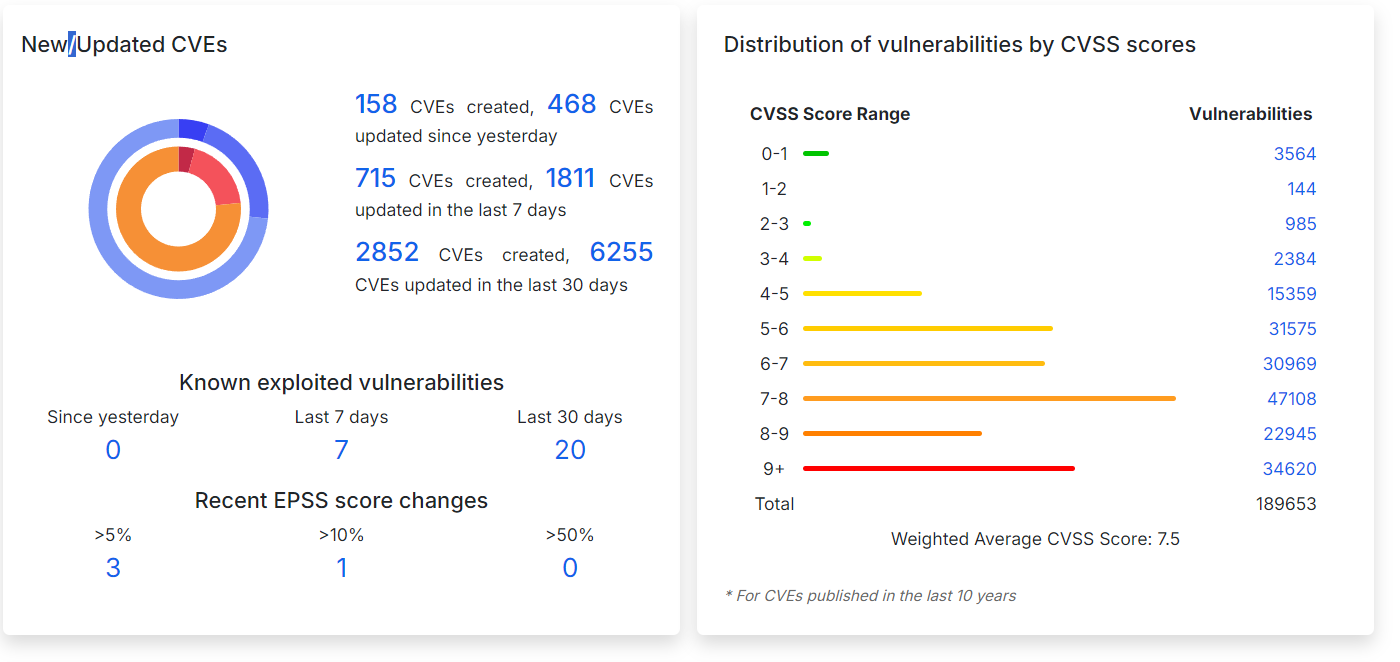 New/Updated CVEs
158 CVEs created, 468 CVEs
updated since yesterday
715 CVEs created, 1811 CVEs
updated in the last 7 days
2852 CVEs created, 6255
CVEs updated in the last 30 days
Known exploited vulnerabilities
Since yesterday Last 7 days Last 30 days
0 7 20
Recent EPSS score changes
>5% >10% >50%
3 1 0
Distribution of vulnerabilities by CVSS scores
CVSS Score Range Vulnerabilities
0-1 3564
1-2 144
2-3 985
3-4 2384
4-5 15359
5-6 31575
6-7 30969
7-8 47108
8-9 22945
9+ 34620
Total 189653
Weighted Average CVSS Score: 7.5
* For CVEs published in the last 10 years